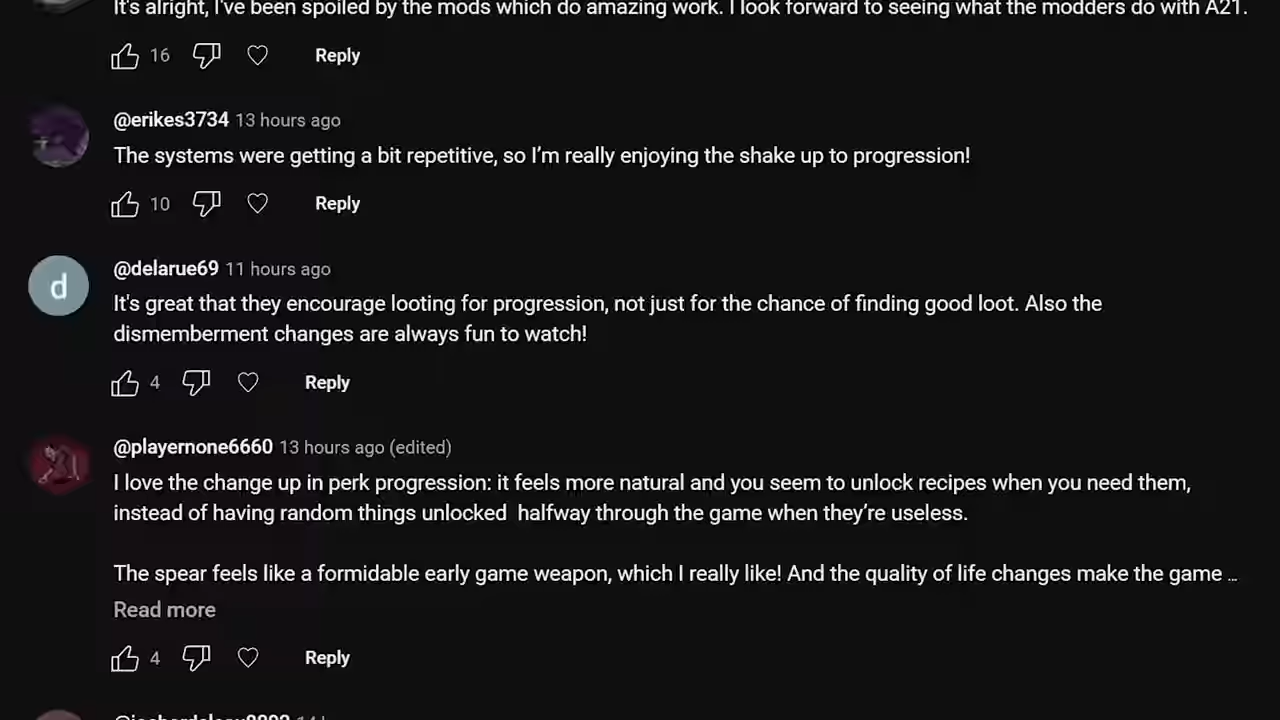 It's alright, I've been spoiled by the mods which do amazing work. I look forward to seeing what the modders do with A21.
16 Reply
@erikes3734 13 hours ago
The systems were getting a bit repetitive, so I’m really enjoying the shake up to progression!
10 Reply
d
@delarue69 11 hours ago
It's great that they encourage looting for progression, not just for the chance of finding good loot. Also the
dismemberment changes are always fun to watch!
4 Reply
@playernone6660 13 hours ago (edited)
I love the change up in perk progression: it feels more natural and you seem to unlock recipes when you need them,
instead of having random things unlocked  halfway through the game when they’re useless.
The spear feels like a formidable early game weapon, which I really like! And the quality of life changes make the game ...
Read more
4 Reply